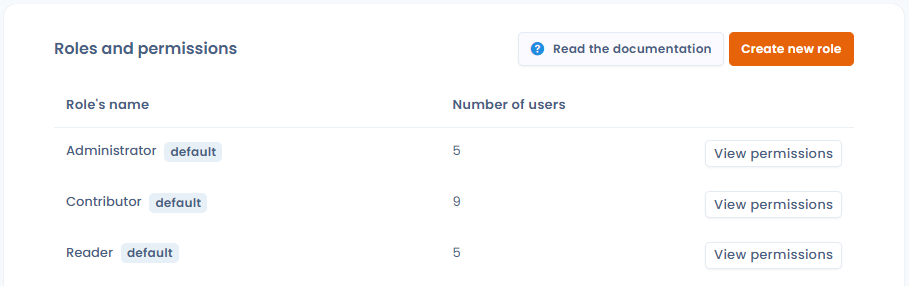 Roles and permissions
? Read the documentation
Create new role
Role's name Number of users
Administrator default 5 View permissions
Contributor default 9 View permissions
Reader default 5 View permissions